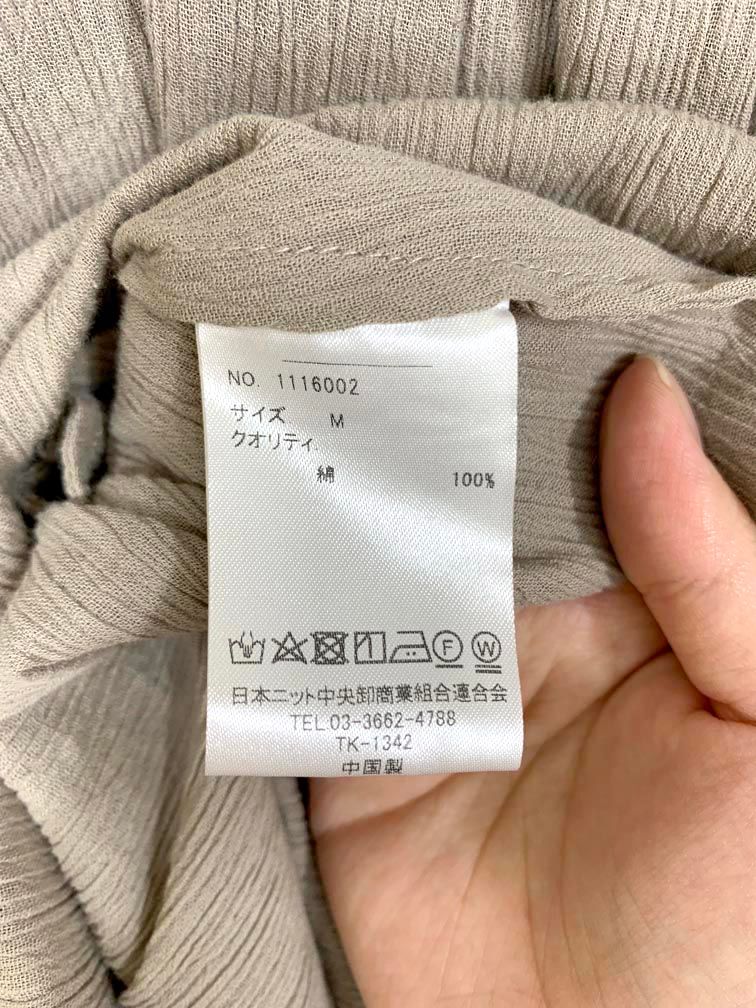 NO. 1116002
サイズ M
クオリティ.
綿 100%
F W
日本ニット中央卸商業組合連合会
TEL.03-3662-4788
TK-1342
中国製